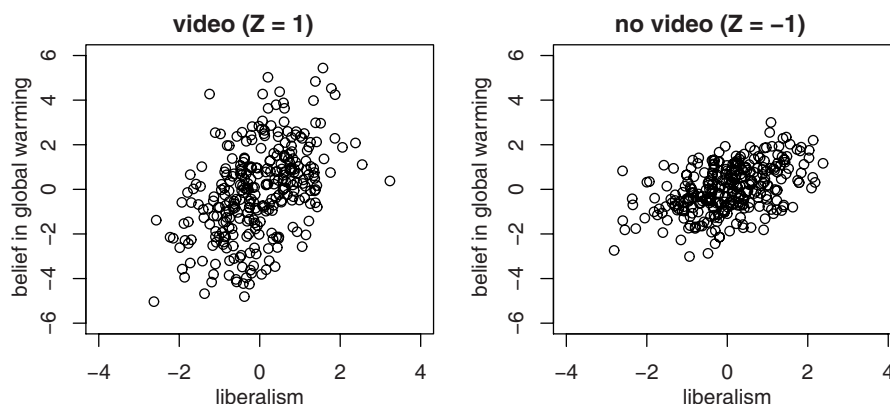 video (Z = 1)
belief in global warming
6
4
2
0
−2
−4
−6
−4 −2 0 2 4
liberalism
no video (Z = −1)
belief in global warming
6
4
2
0
−2
−4
−6
−4 −2 0 2 4
liberalism